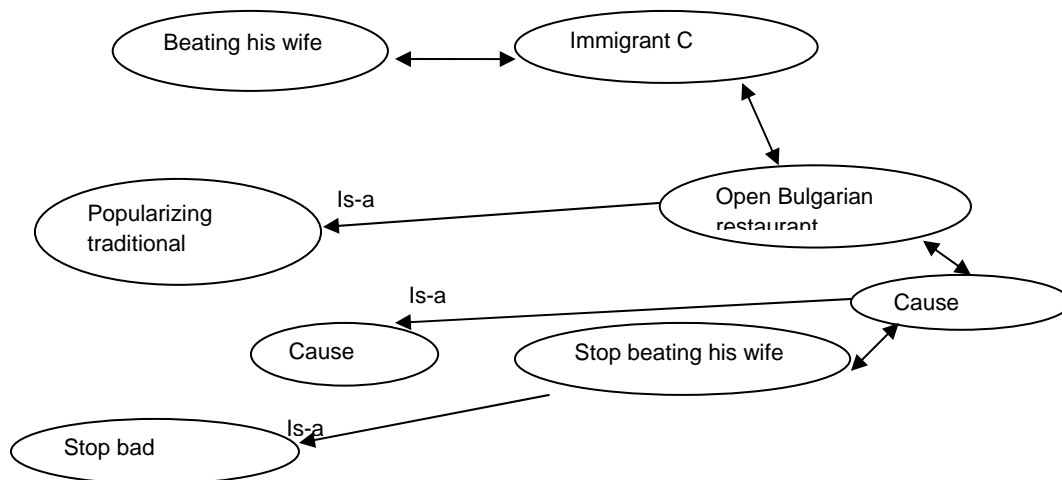 Beating his wife
Immigrant C
Is-a
Open Bulgarian
restaurant
Popularizing
traditional
Is-a
Cause
Cause
Stop beating his wife
Is-a
Stop bad